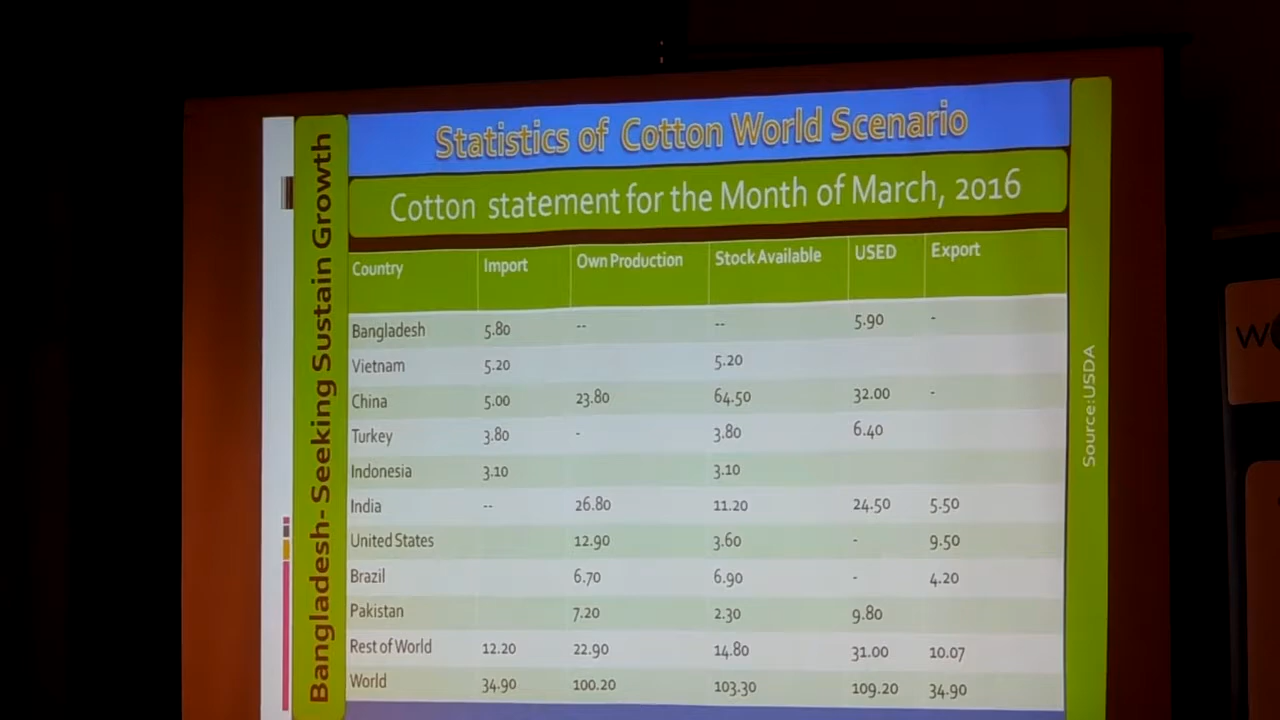 Statistics of Cotton World Scenario
Cotton statement for the Month of March, 2016
Bangladesh- Seeking Sustain Growth
Country Import Own Production Stock Available USED Export
Bangladesh 5.80 -- -- 5.90 -
Vietnam 5.20 5.20
China 5.00 23.80 64.50 32.00 -
Turkey 3.80 - 3.80 6.40
Indonesia 3.10 3.10
India -- 26.80 11.20 24.50 5.50
United States 12.90 3.60 - 9.50
Brazil 6.70 6.90 - 4.20
Pakistan 7.20 2.30 9.80
Rest of World 12.20 22.90 14.80 31.00 10.07
World 34.90 100.20 103.30 109.20 34.90
Source:USDA